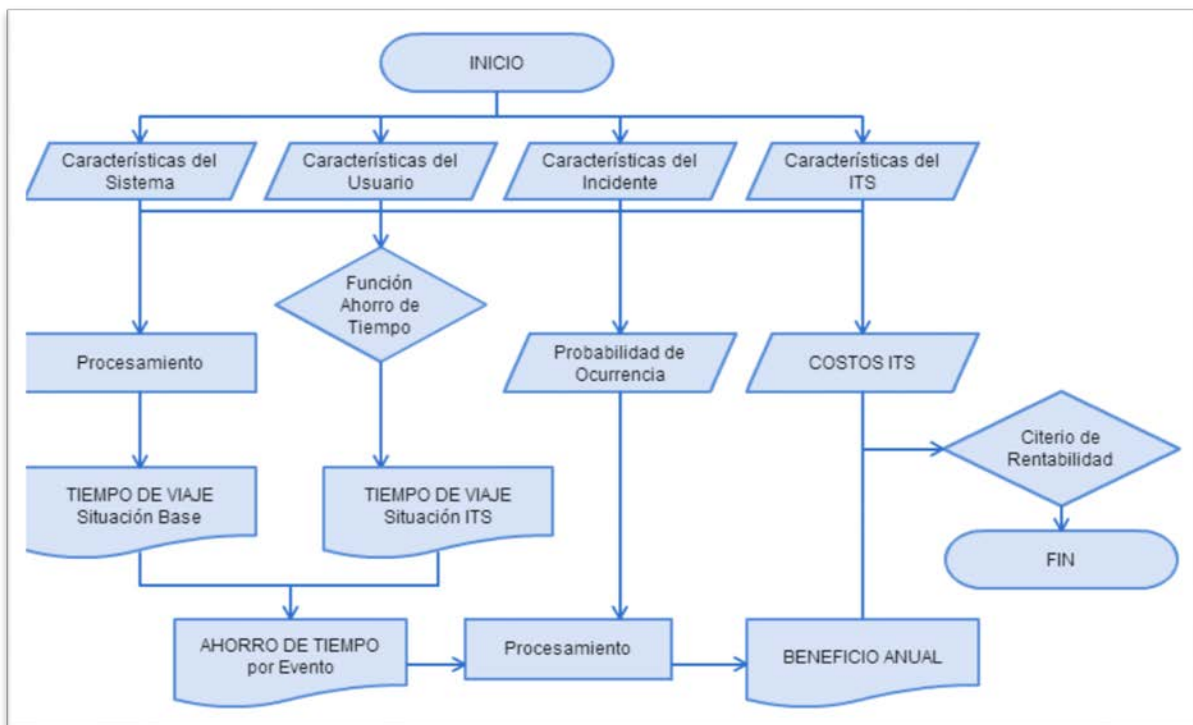 INICIO
Características del
Sistema
Características del
Usuario
Característica del
Incidente
Características del
ITS
Función
Ahorro de
Tiempo
Procesamiento
Probabilidad de
Ocurrencia
COSTOS ITS
Citerio de
Rentabilidad
TIEMPO DE VIAJE
Situación Base
TIEMPO DE VIAJE
Situación ITS
FIN
AHORRO DE TIEMPO
por Evento
Procesamiento
BENEFICIO ANUAL